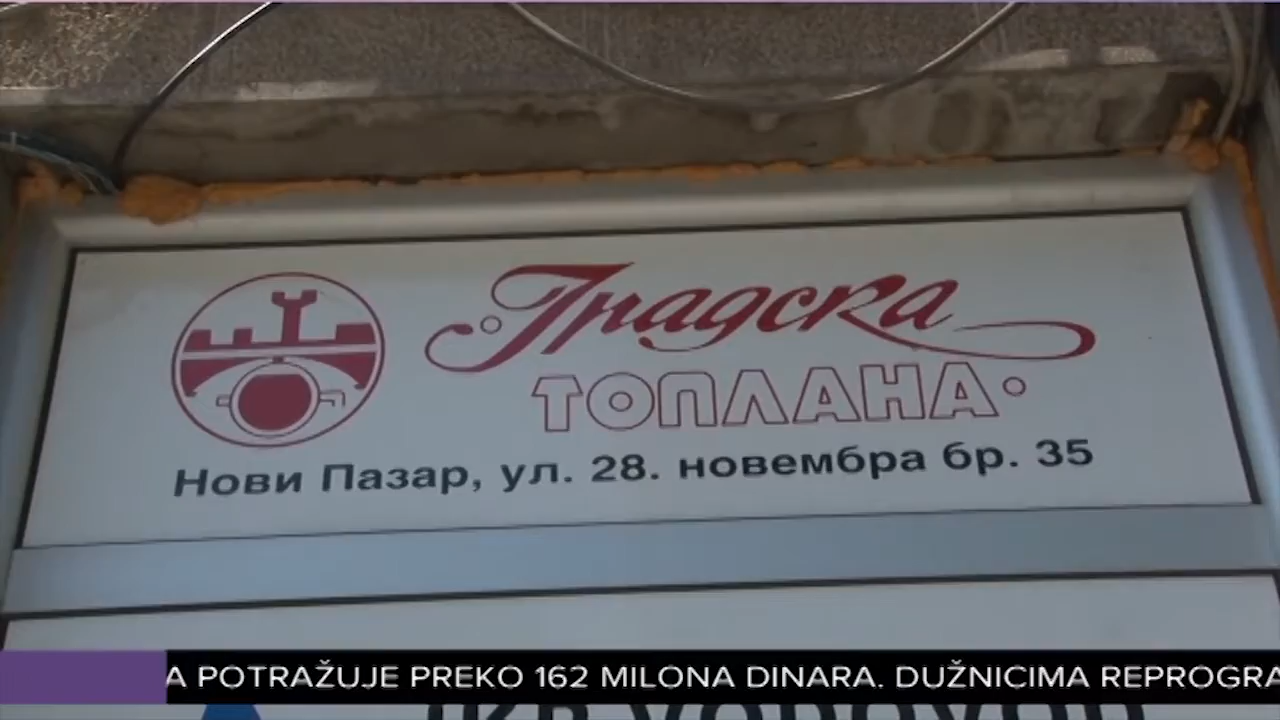 Градска
ТОПЛАНА
Нови Пазар, ул. 28. новембра бр. 35
A POTRAŽUJE PREKO 162 MILONA DINARA. DUŽNICIMA REPROGRA